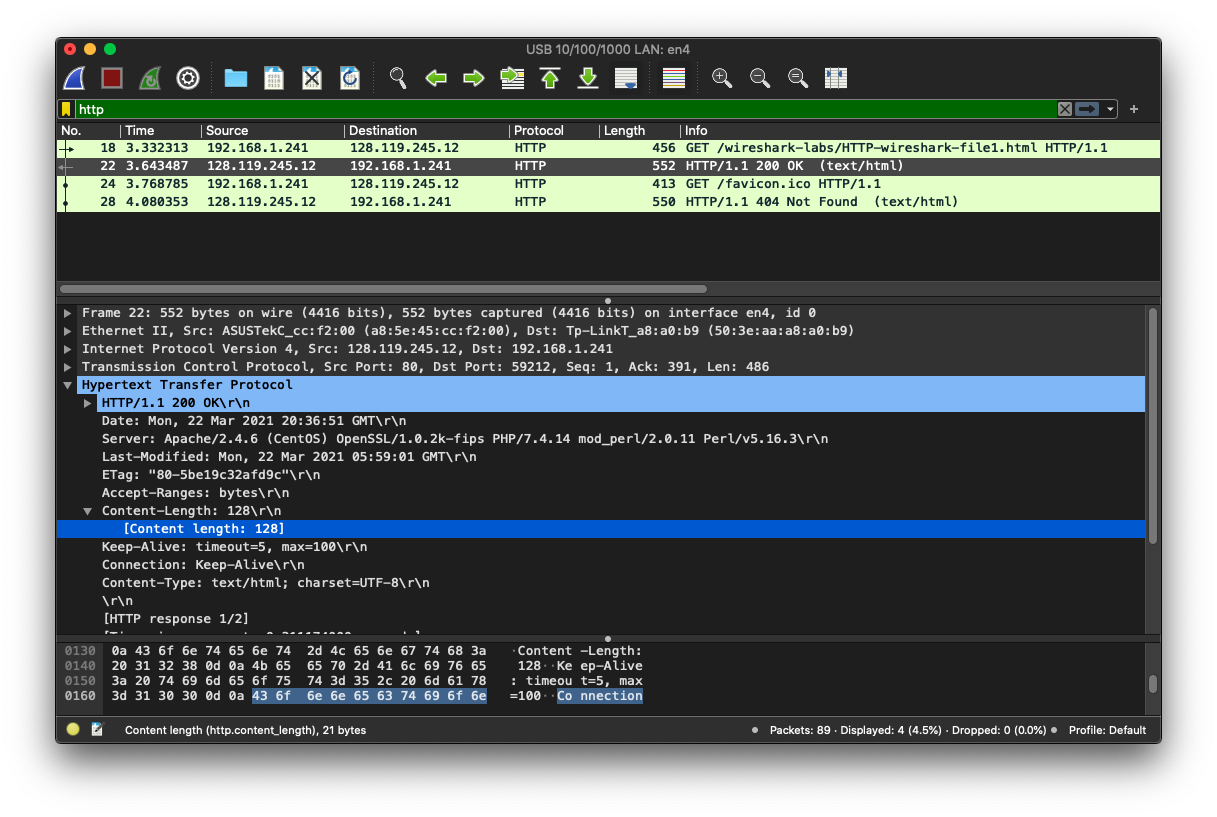 USB 10/100/1000 LAN: en4
http
No. Time Source Destination Protocol Length Info
18 3.332313 192.168.1.241 128.119.245.12 HTTP 456 GET /wireshark-labs/HTTP-wireshark-file1.html HTTP/1.1
22 3.643487 128.119.245.12 192.168.1.241 HTTP 552 HTTP/1.1 200 OK  (text/html)
24 3.768785 192.168.1.241 128.119.245.12 HTTP 413 GET /favicon.ico HTTP/1.1
28 4.080353 128.119.245.12 192.168.1.241 HTTP 550 HTTP/1.1 404 Not Found  (text/html)
Frame 22: 552 bytes on wire (4416 bits), 552 bytes captured (4416 bits) on interface en4, id 0
Ethernet II, Src: ASUSTekC_cc:f2:00 (a8:5e:45:cc:f2:00), Dst: Tp-LinkT_a8:a0:b9 (50:3e:aa:a8:a0:b9)
Internet Protocol Version 4, Src: 128.119.245.12, Dst: 192.168.1.241
Transmission Control Protocol, Src Port: 80, Dst Port: 59212, Seq: 1, Ack: 391, Len: 486
Hypertext Transfer Protocol
HTTP/1.1 200 OK\r\n
Date: Mon, 22 Mar 2021 20:36:51 GMT\r\n
Server: Apache/2.4.6 (CentOS) OpenSSL/1.0.2k-fips PHP/7.4.14 mod_perl/2.0.11 Perl/v5.16.3\r\n
Last-Modified: Mon, 22 Mar 2021 05:59:01 GMT\r\n
ETag: "80-5be19c32afd9c"\r\n
Accept-Ranges: bytes\r\n
Content-Length: 128\r\n
[Content length: 128]
Keep-Alive: timeout=5, max=100\r\n
Connection: Keep-Alive\r\n
Content-Type: text/html; charset=UTF-8\r\n
\r\n
[HTTP response 1/2]
0130 0a 43 6f 6e 74 65 6e 74 2d 4c 65 6e 67 74 68 3a ·Content -Length:
0140 20 31 32 38 0d 0a 4b 65 65 70 2d 41 6c 69 76 65 128··Ke ep-Alive
0150 3a 20 74 69 6d 65 6f 75 74 3d 35 2c 20 6d 61 78 : timeou t=5, max
0160 3d 31 30 30 0d 0a 43 6f 6e 6e 65 63 74 69 6f 6e =100··Co nnection
Content length (http.content_length), 21 bytes
Packets: 89 · Displayed: 4 (4.5%) · Dropped: 0 (0.0%)
Profile: Default